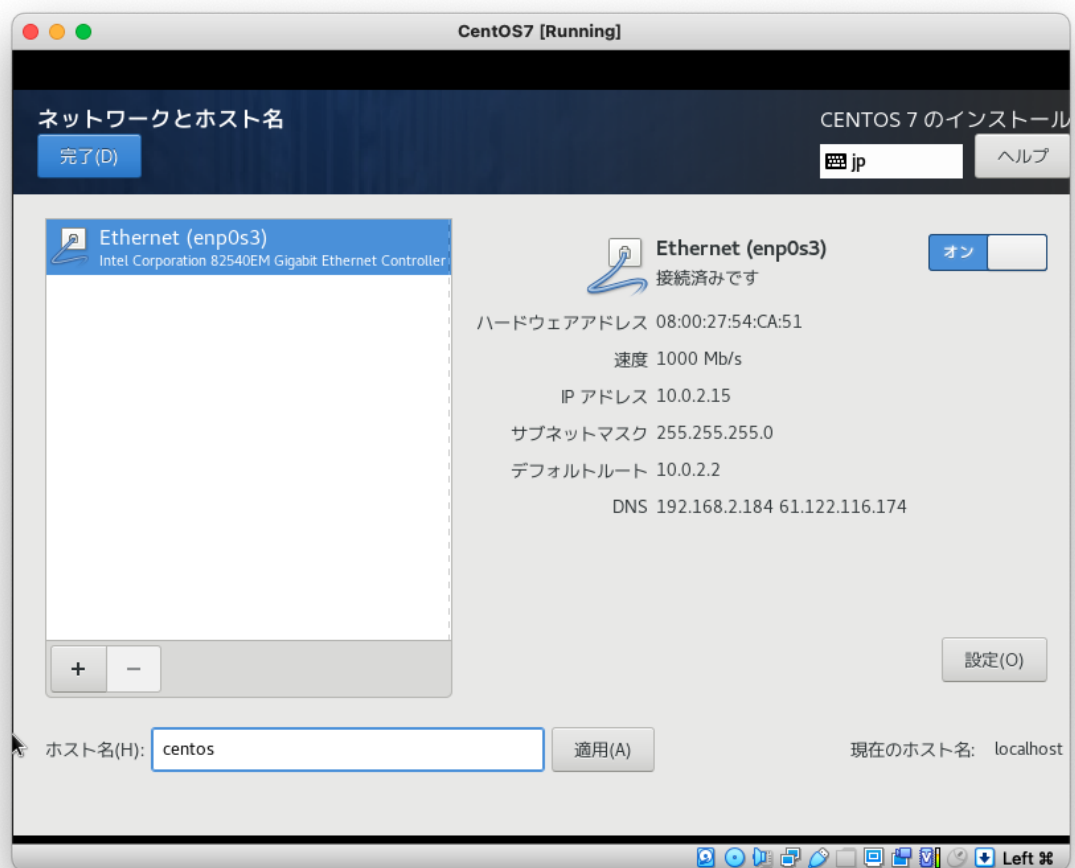 CentOS7 [Running]
ネットワークとホスト名
CENTOS 7 のインストール
完了(D)
jp
ヘルプ
Ethernet (enp0s3)
Intel Corporation 82540EM Gigabit Ethernet Controller
Ethernet (enp0s3)
オン
接続済みです
ハードウェアアドレス 08:00:27:54:CA:51
速度 1000 Mb/s
IP アドレス 10.0.2.15
サブネットマスク 255.255.255.0
デフォルトルート 10.0.2.2
DNS 192.168.2.184 61.122.116.174
+ −
設定(O)
ホスト名(H): centos 適用(A) 現在のホスト名: localhost
Left ⌘